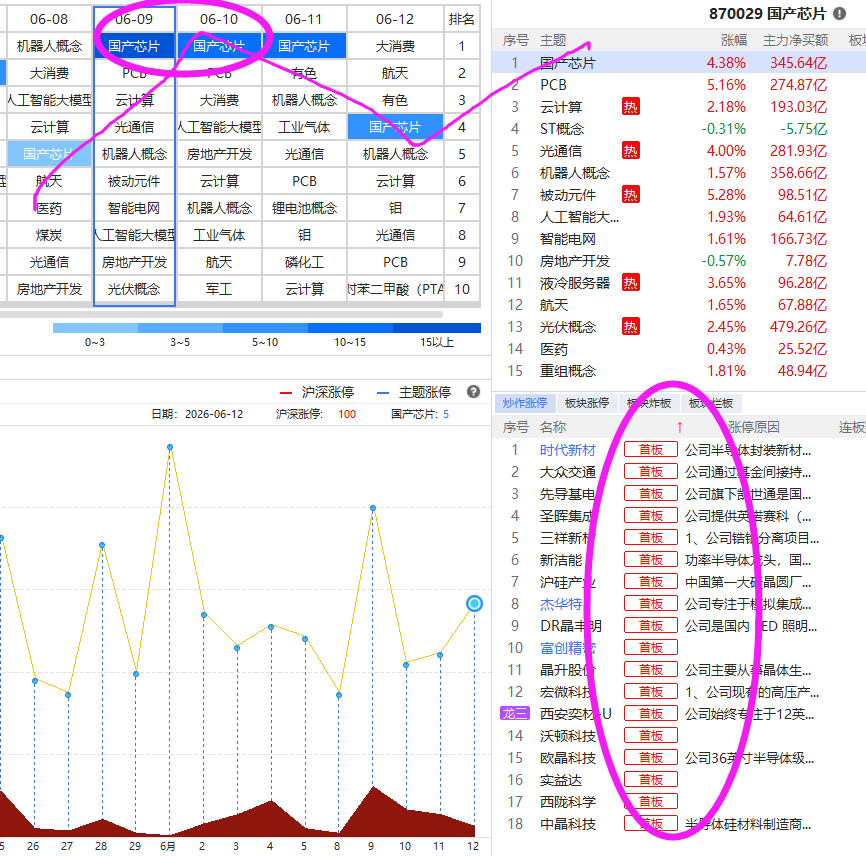 06-08 06-09 06-10 06-11 06-12 排名
机器人概念 国产芯片 国产芯片 国产芯片 大消费 1
大消费 PCB PCB 有色 航天 2
人工智能大模型 云计算 大消费 机器人概念 有色 3
云计算 光通信 人工智能大模型 工业气体 国产芯片 4
国产芯片 机器人概念 房地产开发 光通信 机器人概念 5
航天 被动元件 云计算 PCB 云计算 6
医药 智能电网 机器人概念 锂电池概念 钼 7
煤炭 人工智能大模型 工业气体 钼 光通信 8
光通信 房地产开发 航天 磷化工 PCB 9
房地产开发 光伏概念 军工 云计算 对苯二甲酸（PTA 10
0~3 3~5 5~10 10~15 15以上
沪深涨停 主题涨停 ?
日期: 2026-06-12 沪深涨停: 100 国产芯片: 5
5 26 27 28 29 6月 2 3 4 5 8 9 10 11 12
870029 国产芯片
序号 主题 涨幅 主力净买额 板块
1 国产芯片 4.38% 345.64亿
2 PCB 5.16% 274.87亿
3 云计算 热 2.18% 193.03亿
4 ST概念 -0.31% -5.75亿
5 光通信 热 4.00% 281.93亿
6 机器人概念 1.57% 358.66亿
7 被动元件 热 5.28% 98.51亿
8 人工智能大... 1.93% 64.61亿
9 智能电网 1.61% 166.73亿
10 房地产开发 -0.57% 7.78亿
11 液冷服务器 热 3.65% 96.28亿
12 航天 1.65% 67.88亿
13 光伏概念 热 2.45% 479.26亿
14 医药 0.43% 25.52亿
15 重组概念 1.81% 48.94亿
炒作涨停 板块涨停 板块炸板 板块烂板
序号 名称 ↑ 涨停原因 连板
1 时代新材 首板 公司半导体封装新材...
2 大众交通 首板 公司通过基金间接持...
3 先导基电 首板 公司旗下凯世通是国...
4 圣晖集成 首板 公司提供英诺赛科（...
5 三祥新材 首板 1、公司锆铪分离项目...
6 新洁能 首板 功率半导体龙头，国...
7 沪硅产业 首板 中国第一大硅晶圆厂...
8 杰华特 首板 公司专注于模拟集成...
9 DR晶丰明 首板 公司是国内LED 照明...
10 富创精密 首板
11 晶升股份 首板 公司主要从事晶体生...
12 宏微科技 首板 1、公司现有的高压产...
龙三 西安奕材-U 首板 公司始终专注于12英...
14 沃顿科技 首板
15 欧晶科技 首板 公司36英寸半导体级...
16 实益达 首板
17 西陇科学 首板
18 中晶科技 首板 半导体硅材料制造商...